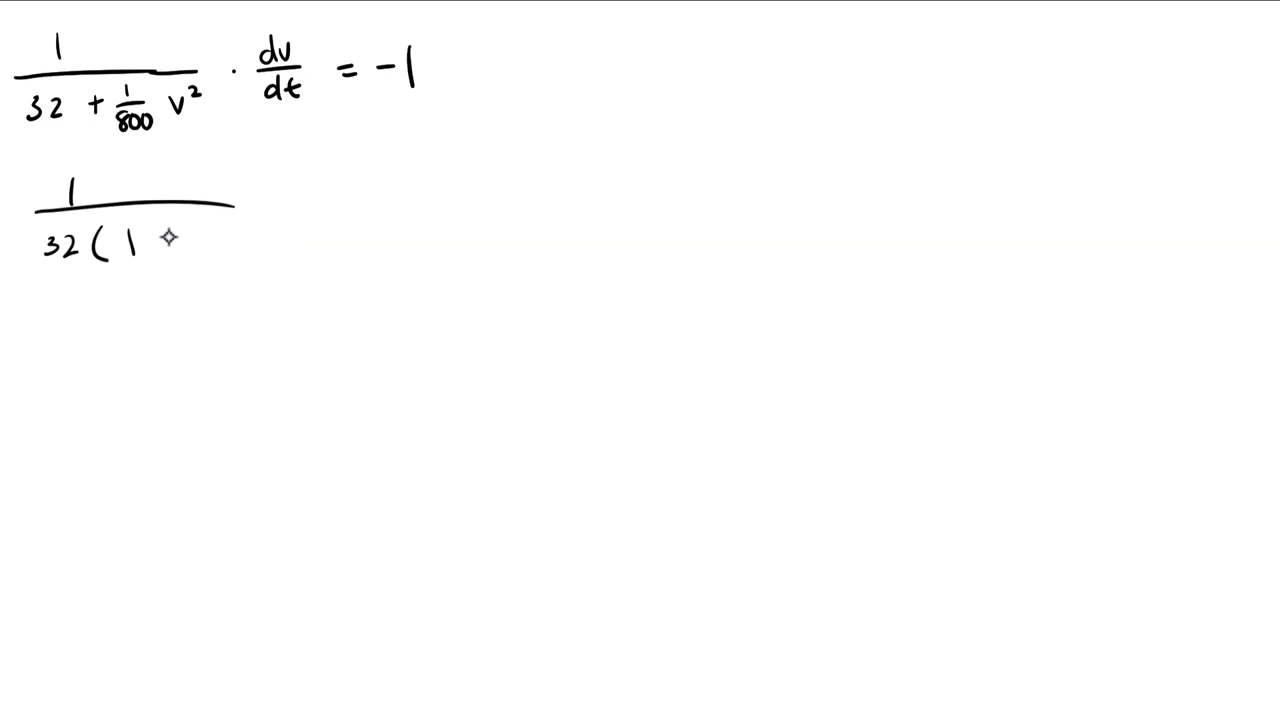 1/(32 + 1/800 v²) · dv/dt = -1
1/(32 ( 1